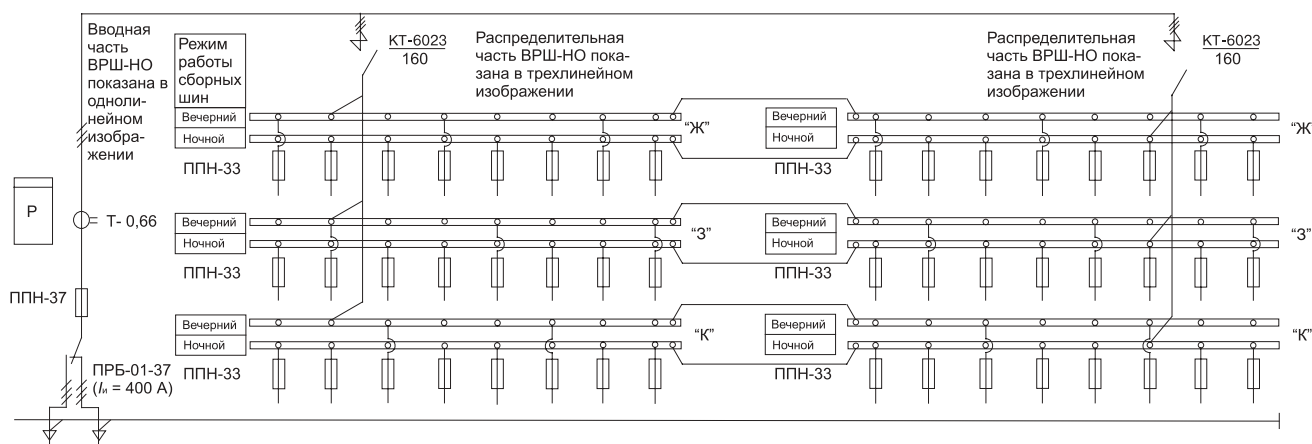 Вводная
часть
ВРШ-НО
показана в
одноли-
нейном
изобра-
жении
Режим
работы
сборных
шин
КТ-6023
160
Распределительная
часть ВРШ-НО пока-
зана в трехлинейном
изображении
Распределительная
часть ВРШ-НО пока-
зана в трехлинейном
изображении
КТ-6023
160
Вечерний
Ночной
"Ж"
Вечерний
Ночной
"Ж
ППН-33
ППН-33
Р
Т- 0,66
Вечерний
Ночной
"З"
Вечерний
Ночной
"З"
ППН-33
ППН-33
ППН-37
Вечерний
Ночной
"К"
Вечерний
Ночной
"К"
ППН-33
ППН-33
ПРБ-01-37
(Iи = 400 А)